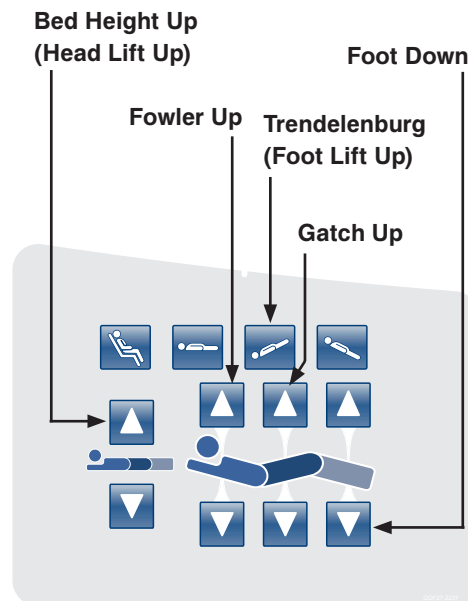 Bed Height Up
(Head Lift Up)
Foot Down
Fowler Up
Trendelenburg
(Foot Lift Up)
Gatch Up